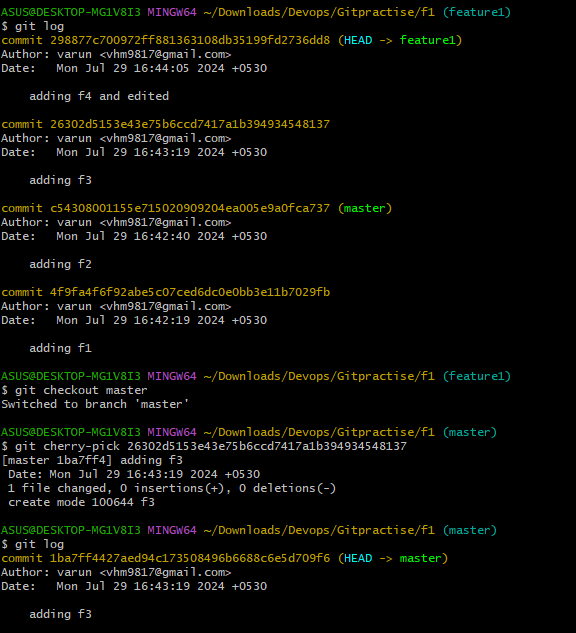 ASUS@DESKTOP-MG1V8I3 MINGW64 ~/Downloads/Devops/Gitpractise/f1 (feature1)
$ git log
commit 298877c700972ff881363108db35199fd2736dd8 (HEAD -> feature1)
Author: varun <vhm9817@gmail.com>
Date:   Mon Jul 29 16:44:05 2024 +0530
    adding f4 and edited
commit 26302d5153e43e75b6ccd7417a1b394934548137
Author: varun <vhm9817@gmail.com>
Date:   Mon Jul 29 16:43:19 2024 +0530
    adding f3
commit c54308001155e715020909204ea005e9a0fca737 (master)
Author: varun <vhm9817@gmail.com>
Date:   Mon Jul 29 16:42:40 2024 +0530
    adding f2
commit 4f9fa4f6f92abe5c07ced6dc0e0bb3e11b7029fb
Author: varun <vhm9817@gmail.com>
Date:   Mon Jul 29 16:42:19 2024 +0530
    adding f1
ASUS@DESKTOP-MG1V8I3 MINGW64 ~/Downloads/Devops/Gitpractise/f1 (feature1)
$ git checkout master
Switched to branch 'master'
ASUS@DESKTOP-MG1V8I3 MINGW64 ~/Downloads/Devops/Gitpractise/f1 (master)
$ git cherry-pick 26302d5153e43e75b6ccd7417a1b394934548137
[master 1ba7ff4] adding f3
 Date: Mon Jul 29 16:43:19 2024 +0530
 1 file changed, 0 insertions(+), 0 deletions(-)
 create mode 100644 f3
ASUS@DESKTOP-MG1V8I3 MINGW64 ~/Downloads/Devops/Gitpractise/f1 (master)
$ git log
commit 1ba7ff4427aed94c173508496b6688c6e5d709f6 (HEAD -> master)
Author: varun <vhm9817@gmail.com>
Date:   Mon Jul 29 16:43:19 2024 +0530
    adding f3